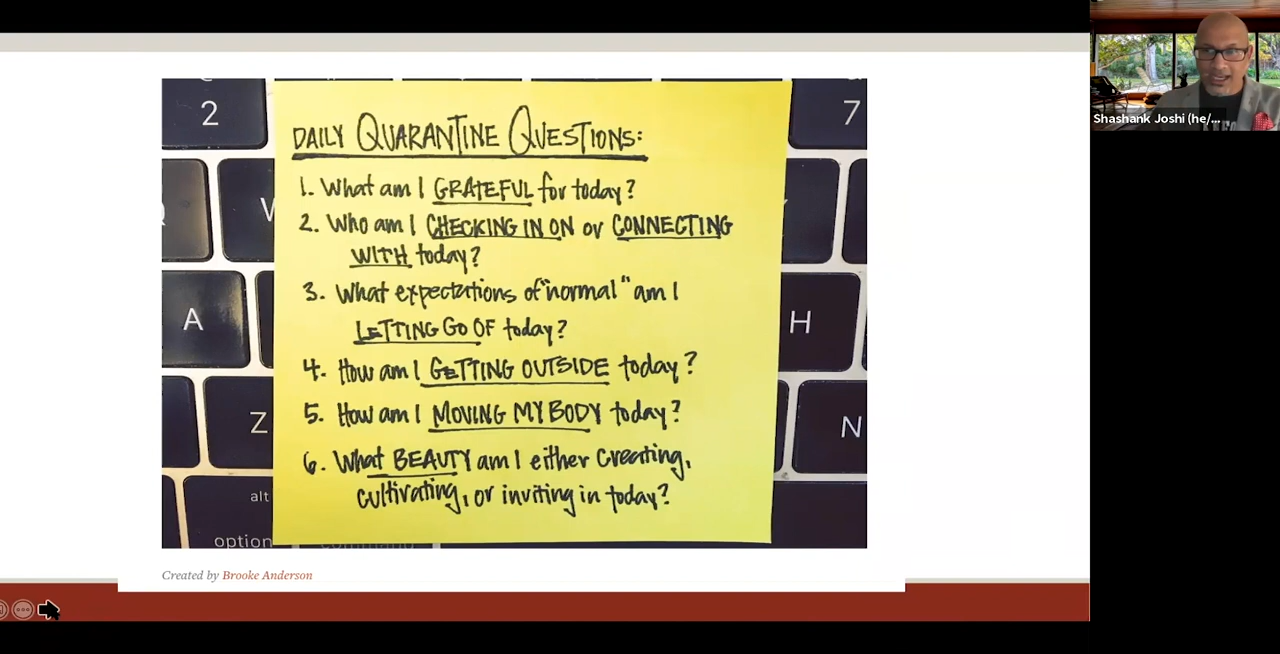 2
7
DAILY QUARANTINE QUESTIONS:
1. What am I GRATEFUL for today?
2. Who am I CHECKING IN ON or CONNECTING
WITH today?
3. What expectations of "normal" am I
LETTING GO OF today?
4. How am I GETTING OUTSIDE today?
5. How am I MOVING MY BODY today?
6. What BEAUTY am I either creating,
cultivating, or inviting in today?
A
H
Z
N
alt
option
command
Created by Brooke Anderson
Shashank Joshi (he/...